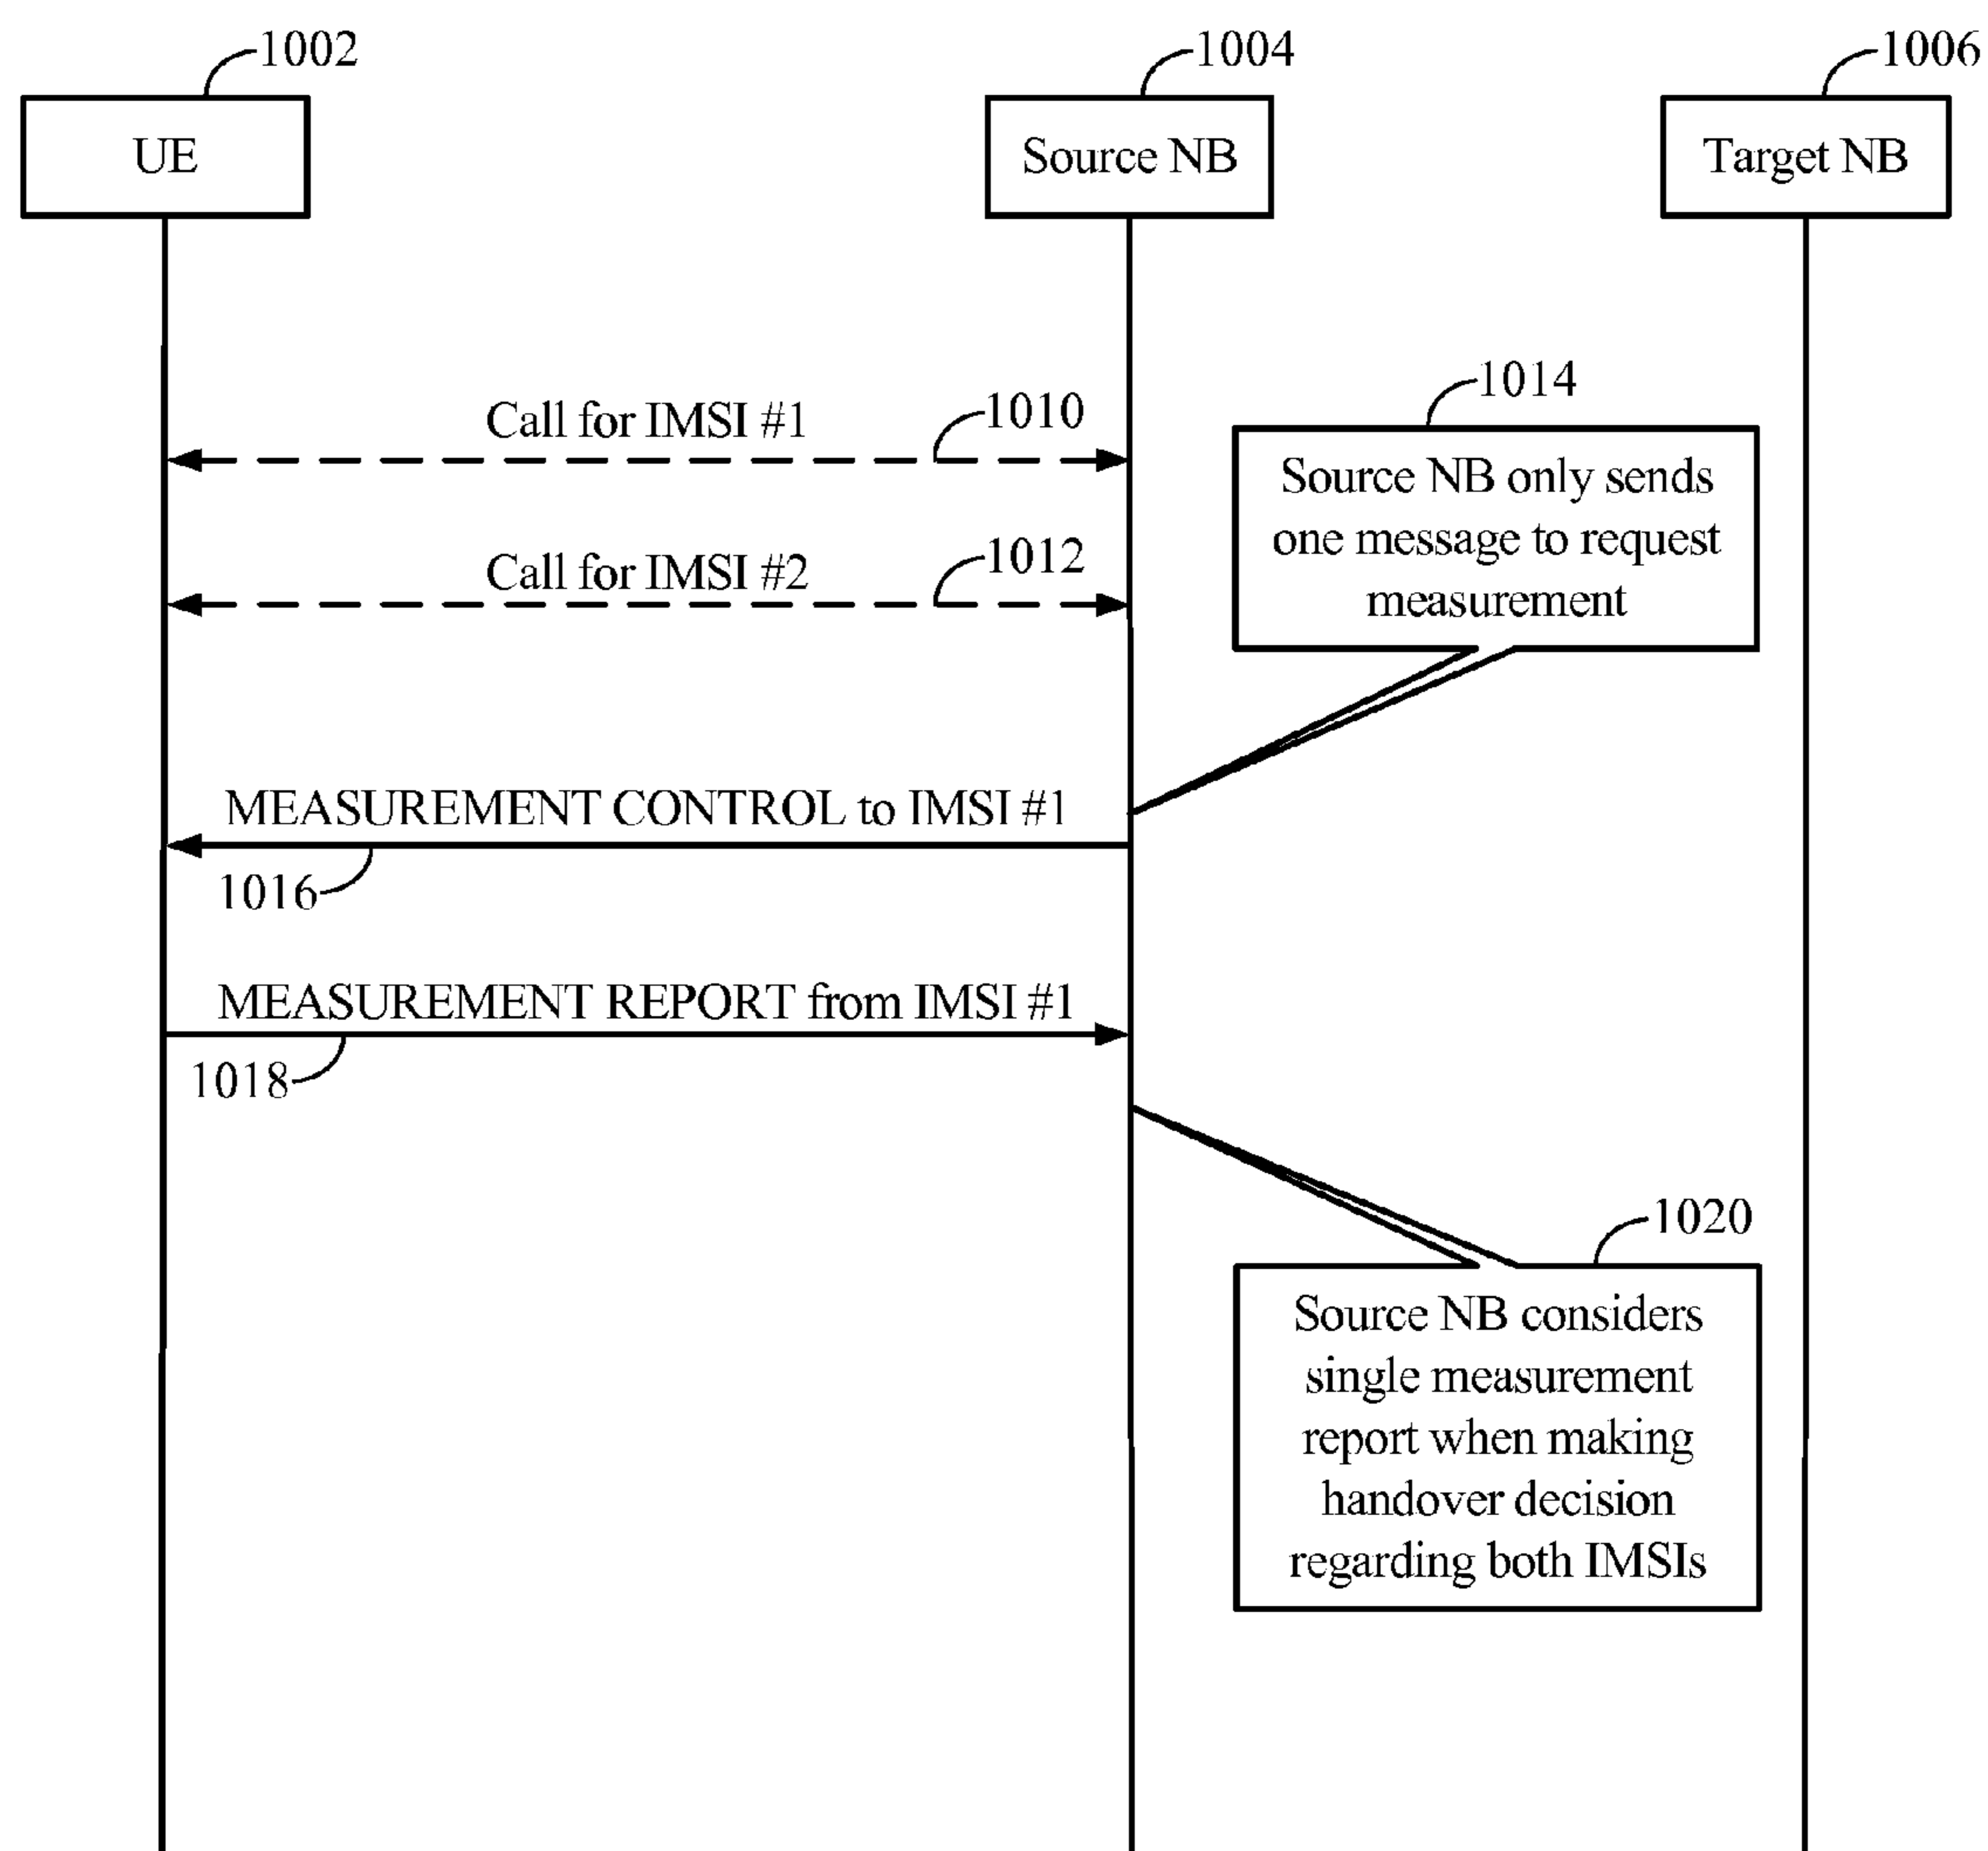 1002
1004
1006
UE
Source NB
Target NB
1014
Call for IMSI #1
1010
Source NB only sends
one message to request
measurement
Call for IMSI #2
1012
MEASUREMENT CONTROL to IMSI #1
1016
MEASUREMENT REPORT from IMSI #1
1018
1020
Source NB considers
single measurement
report when making
handover decision
regarding both IMSIs